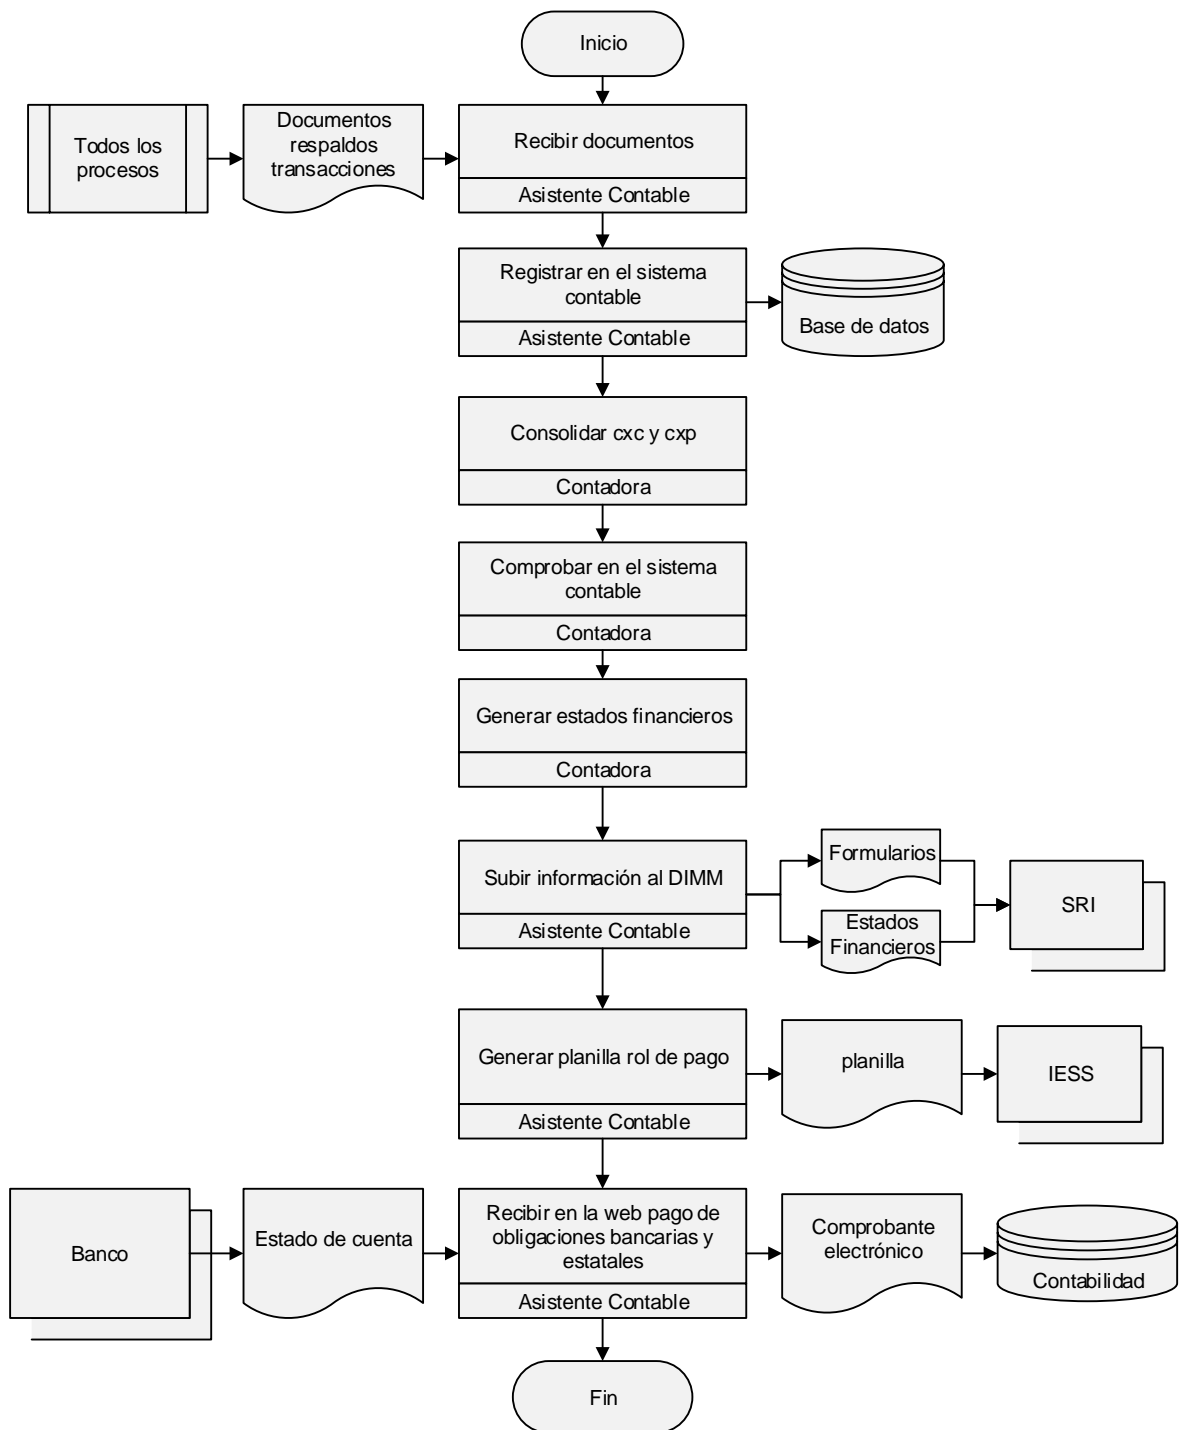 Inicio
Todos los
procesos
Documentos
respaldos
transacciones
Recibir documentos
Asistente Contable
Registrar en el sistema
contable
Asistente Contable
Base de datos
Consolidar cxc y cxp
Contadora
Comprobar en el sistema
contable
Contadora
Generar estados financieros
Contadora
Subir información al DIMM
Asistente Contable
Formularios
Estados
Financieros
SRI
Generar planilla rol de pago
Asistente Contable
planilla
IESS
Banco
Estado de cuenta
Recibir en la web pago de
obligaciones bancarias y
estatales
Asistente Contable
Comprobante
electrónico
Contabilidad
Fin